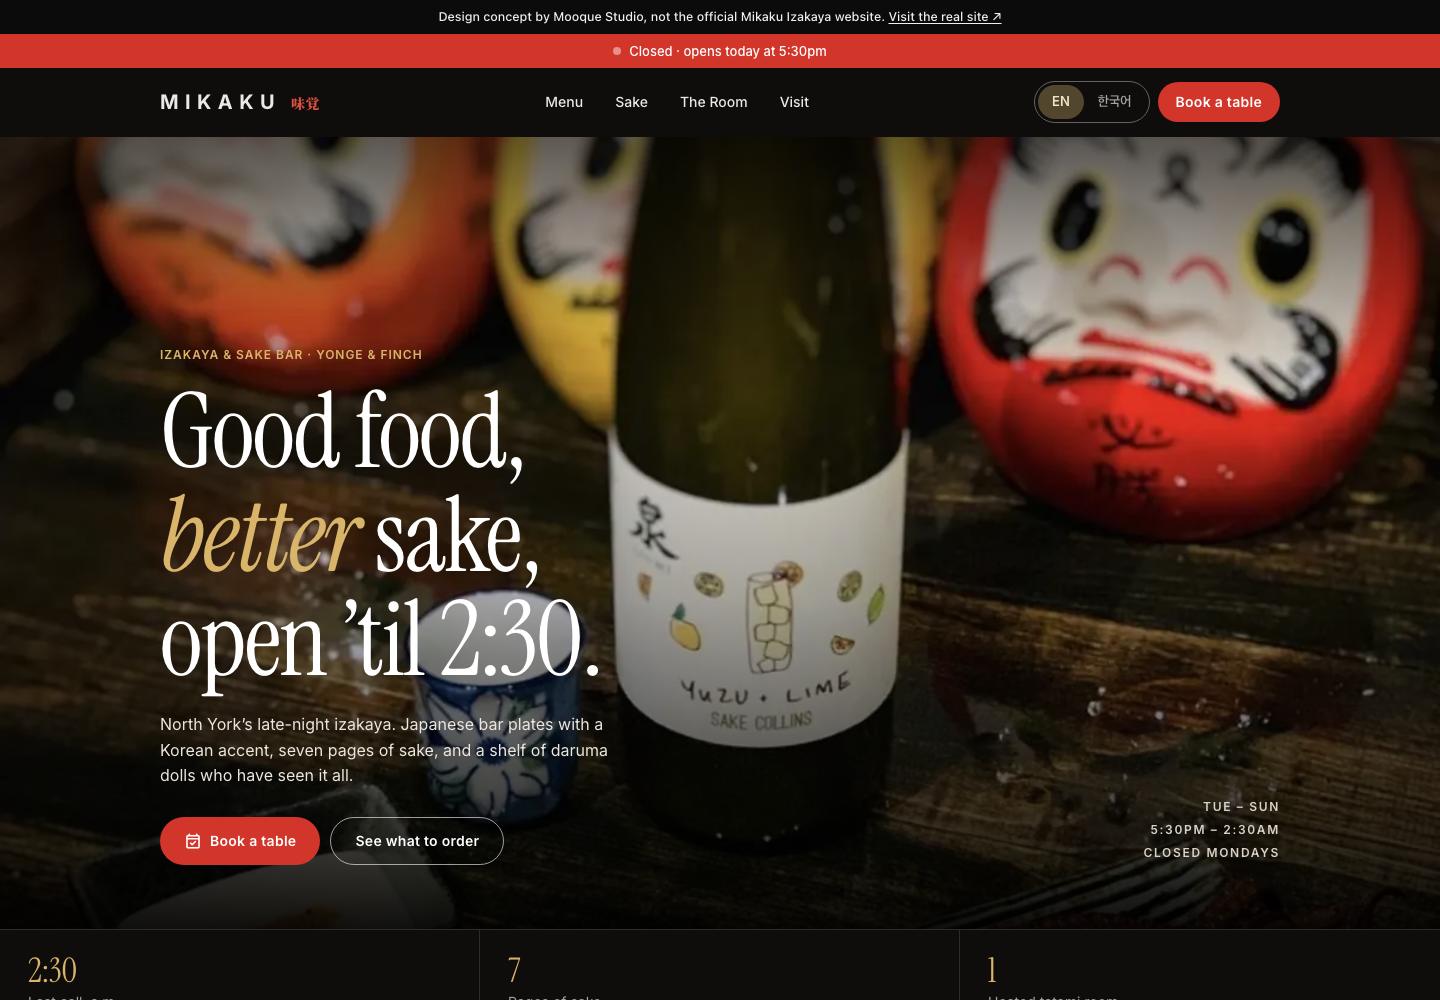 Design concept by Mooque Studio, not the official Mikaku Izakaya website. Visit the real site ↗
Closed · opens today at 5:30pm
MIKAKU 味覚
Menu
Sake
The Room
Visit
EN
한국어
Book a table
IZAKAYA & SAKE BAR · YONGE & FINCH
Good food,
better sake,
open ’til 2:30.
泉
YUZU + LIME
SAKE COLLINS
North York’s late-night izakaya. Japanese bar plates with a
Korean accent, seven pages of sake, and a shelf of daruma
dolls who have seen it all.
Book a table
See what to order
TUE – SUN
5:30PM – 2:30AM
CLOSED MONDAYS
2:30
7
1